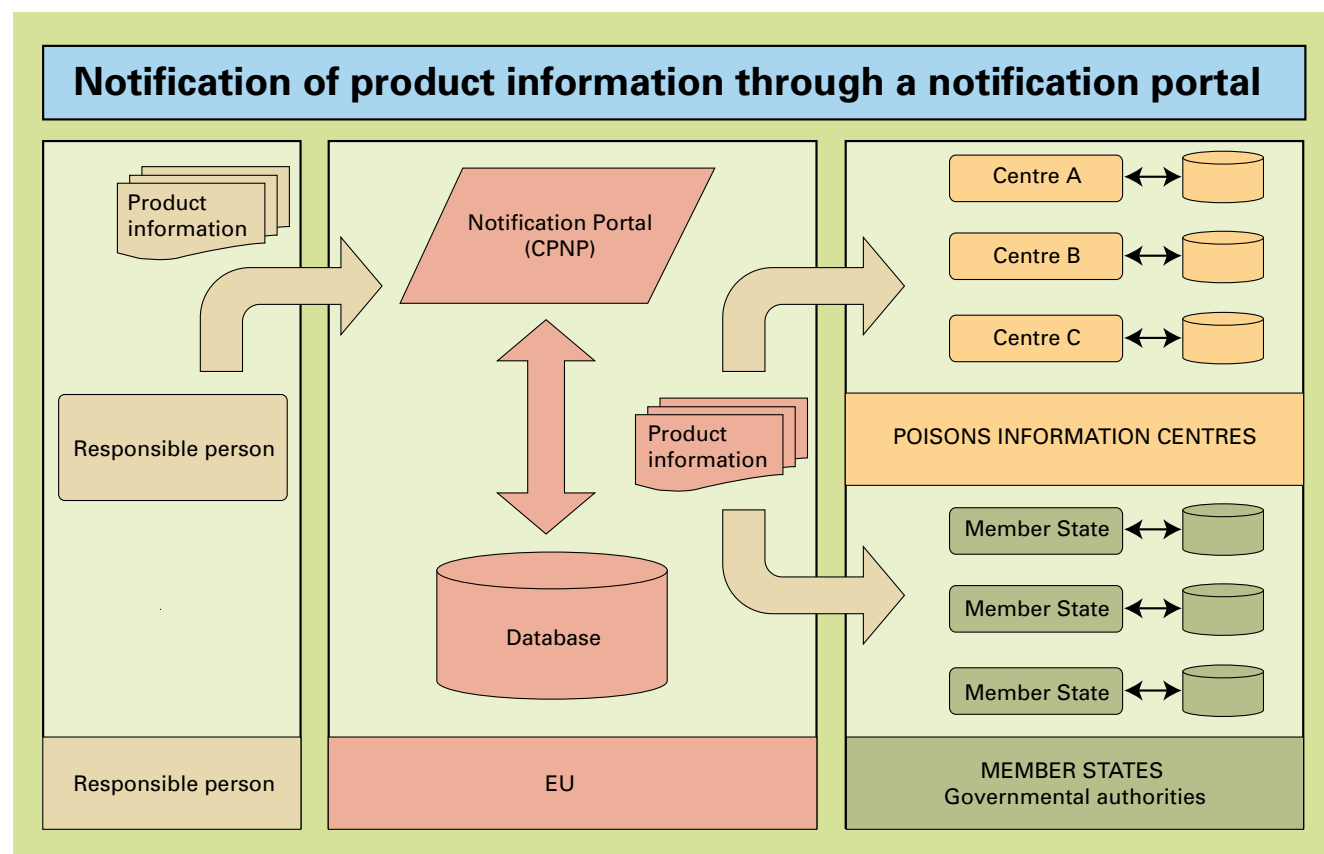 Notification of product information through a notification portal
Product
information
Responsible person
Responsible person
Notification Portal
(CPNP)
Product
information
Database
EU
Centre A
Centre B
Centre C
POISONS INFORMATION CENTRES
Member State
Member State
Member State
MEMBER STATES
Governmental authorities